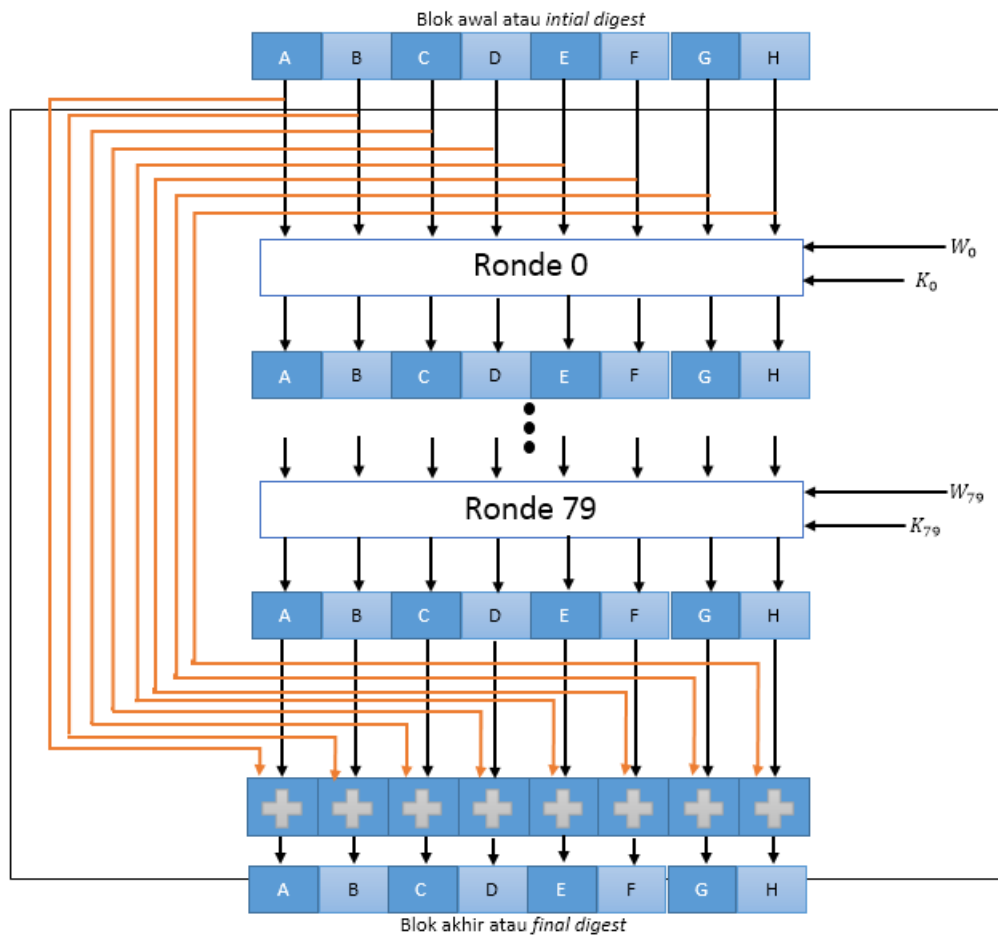 Blok awal atau intial digest
A B C D E F G H
Ronde 0
W₀
K₀
A B C D E F G H
Ronde 79
W₇₉
K₇₉
A B C D E F G H
A B C D E F G H
Blok akhir atau final digest